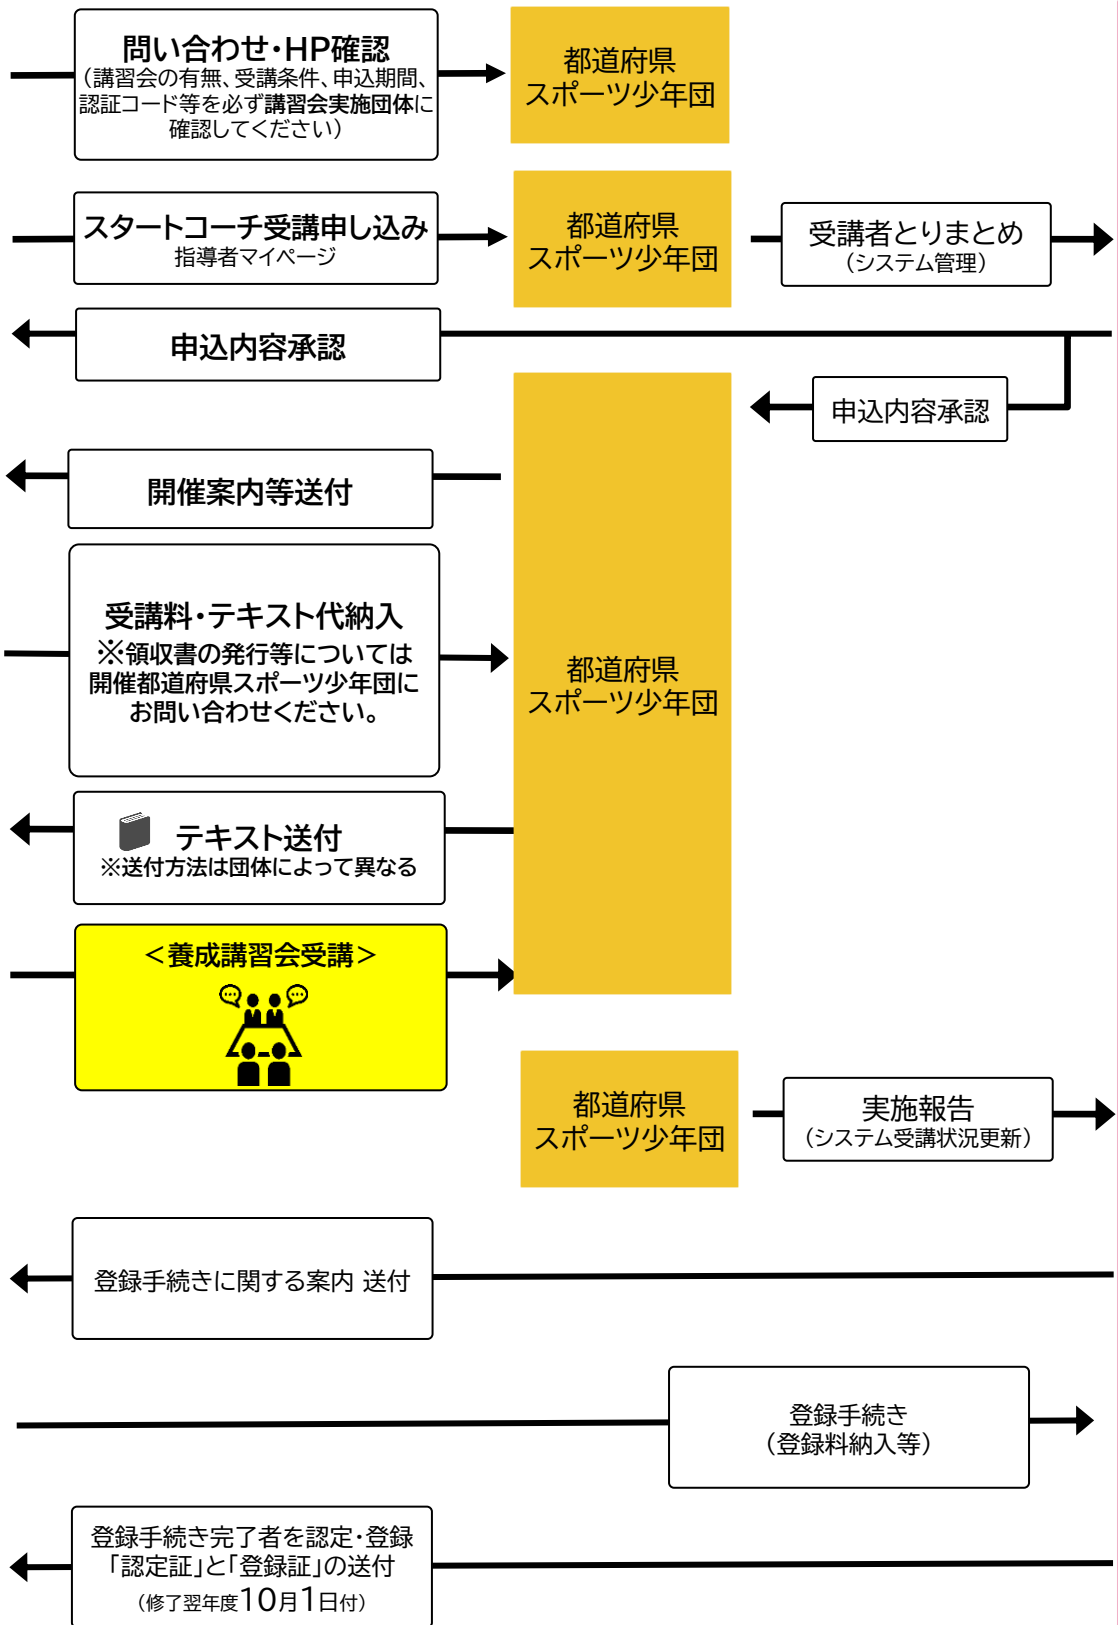 問い合わせ・HP確認
（講習会の有無、受講条件、申込期間、
認証コード等を必ず講習会実施団体に
確認してください）
都道府県
スポーツ少年団
スタートコーチ受講申し込み
指導者マイページ
都道府県
スポーツ少年団
受講者とりまとめ
（システム管理）
申込内容承認
申込内容承認
開催案内等送付
受講料・テキスト代納入
※領収書の発行等については
開催都道府県スポーツ少年団に
お問い合わせください。
都道府県
スポーツ少年団
テキスト送付
※送付方法は団体によって異なる
＜養成講習会受講＞
都道府県
スポーツ少年団
実施報告
（システム受講状況更新）
登録手続きに関する案内 送付
登録手続き
（登録料納入等）
登録手続き完了者を認定・登録
「認定証」と「登録証」の送付
（修了翌年度10月1日付）